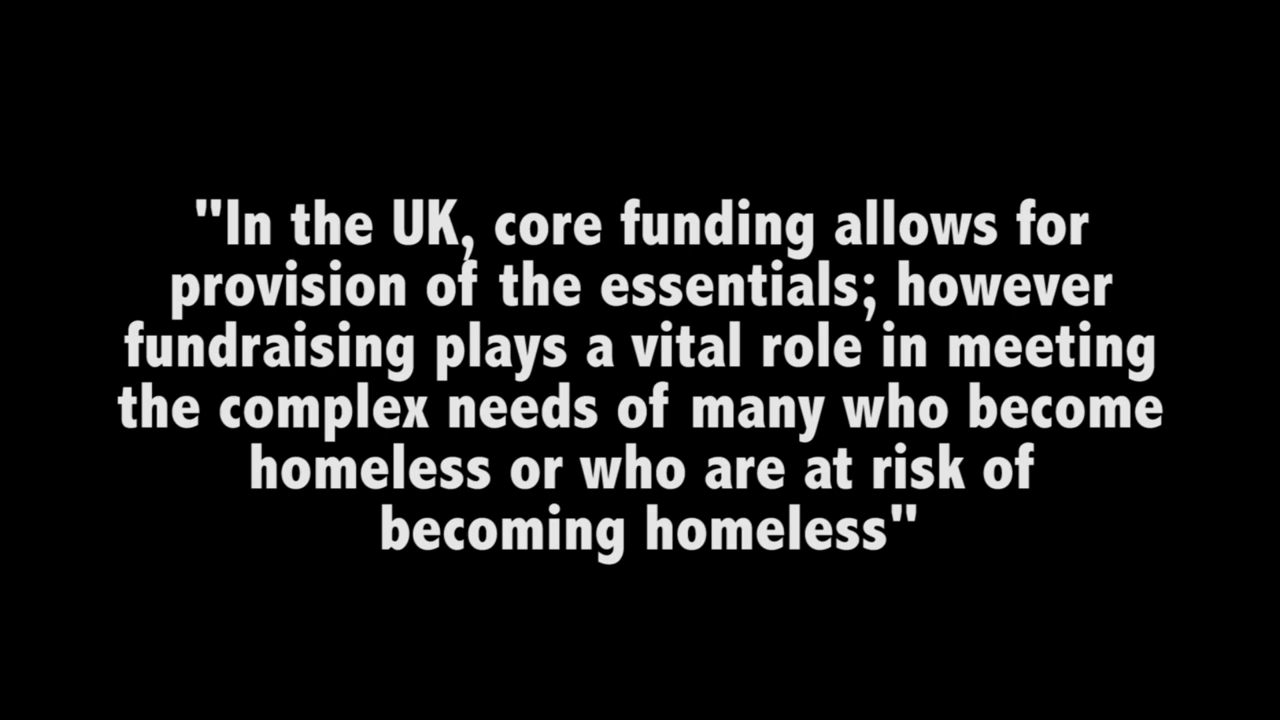 "In the UK, core funding allows for
provision of the essentials; however
fundraising plays a vital role in meeting
the complex needs of many who become
homeless or who are at risk of
becoming homeless"